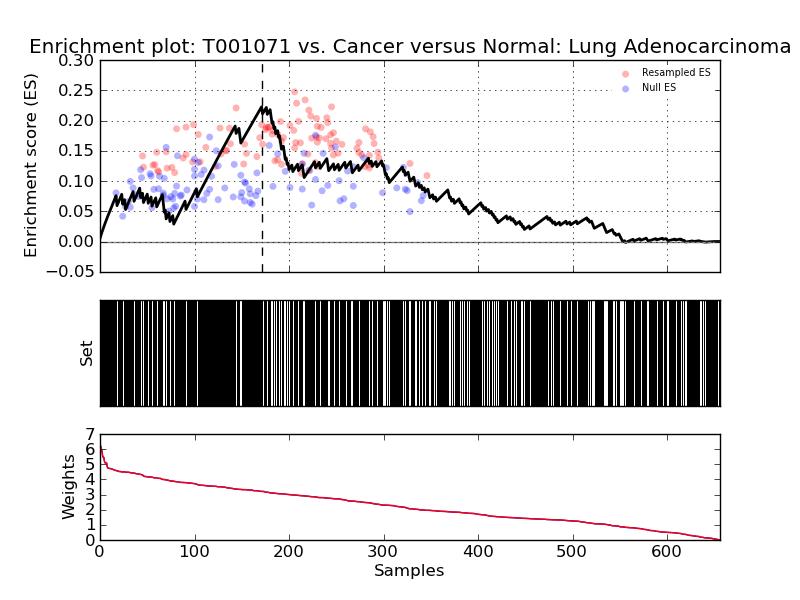 Enrichment plot: T001071 vs. Cancer versus Normal: Lung Adenocarcinoma
Enrichment score (ES)
0.30
0.25
0.20
0.15
0.10
0.05
0.00
−0.05
Resampled ES
Null ES
Set
Weights
7
6
5
4
3
2
1
0
0 100 200 300 400 500 600
Samples